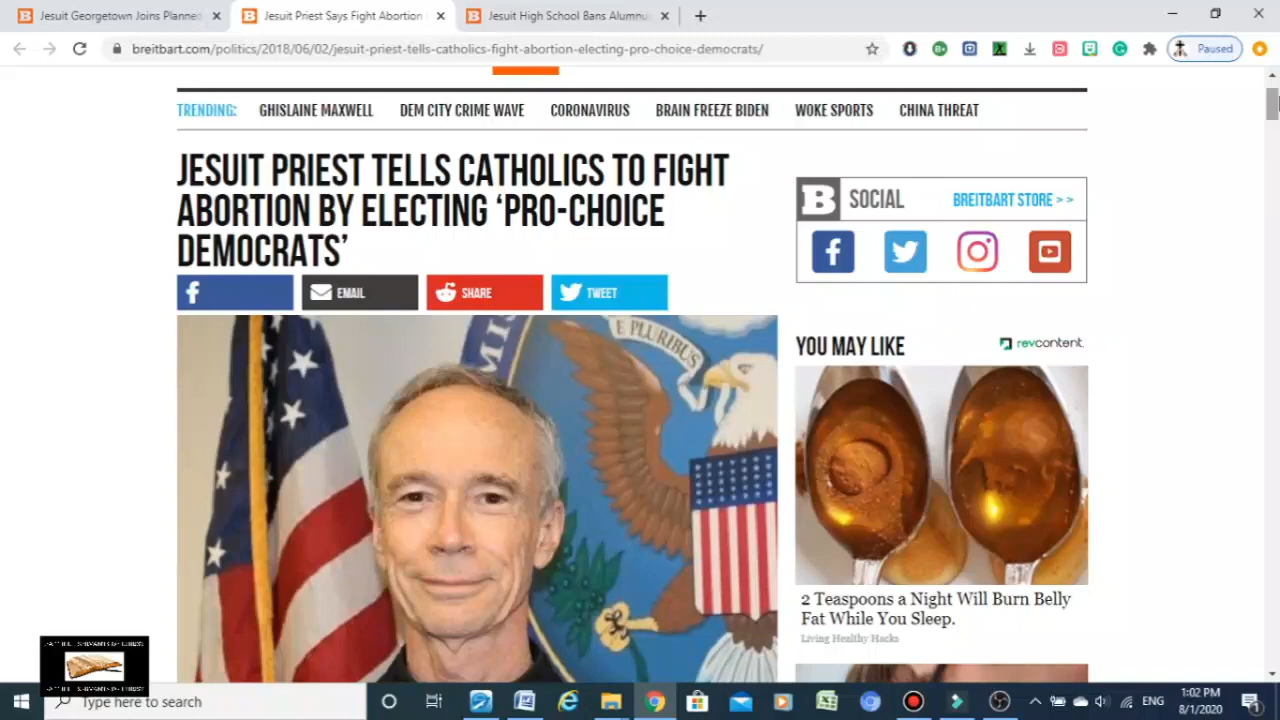 Jesuit Georgetown Joins Planned
Jesuit Priest Says Fight Abortion
Jesuit High School Bans Alumnu
breitbart.com/politics/2018/06/02/jesuit-priest-tells-catholics-fight-abortion-electing-pro-choice-democrats/
Paused
TRENDING:
GHISLAINE MAXWELL
DEM CITY CRIME WAVE
CORONAVIRUS
BRAIN FREEZE BIDEN
WOKE SPORTS
CHINA THREAT
JESUIT PRIEST TELLS CATHOLICS TO FIGHT
ABORTION BY ELECTING ‘PRO-CHOICE
DEMOCRATS’
EMAIL
SHARE
TWEET
E PLURIBUS
B SOCIAL
BREITBART STORE > >
YOU MAY LIKE
revcontent.
2 Teaspoons a Night Will Burn Belly
Fat While You Sleep.
Living Healthy Hacks
Type here to search
ENG
1:02 PM
8/1/2020